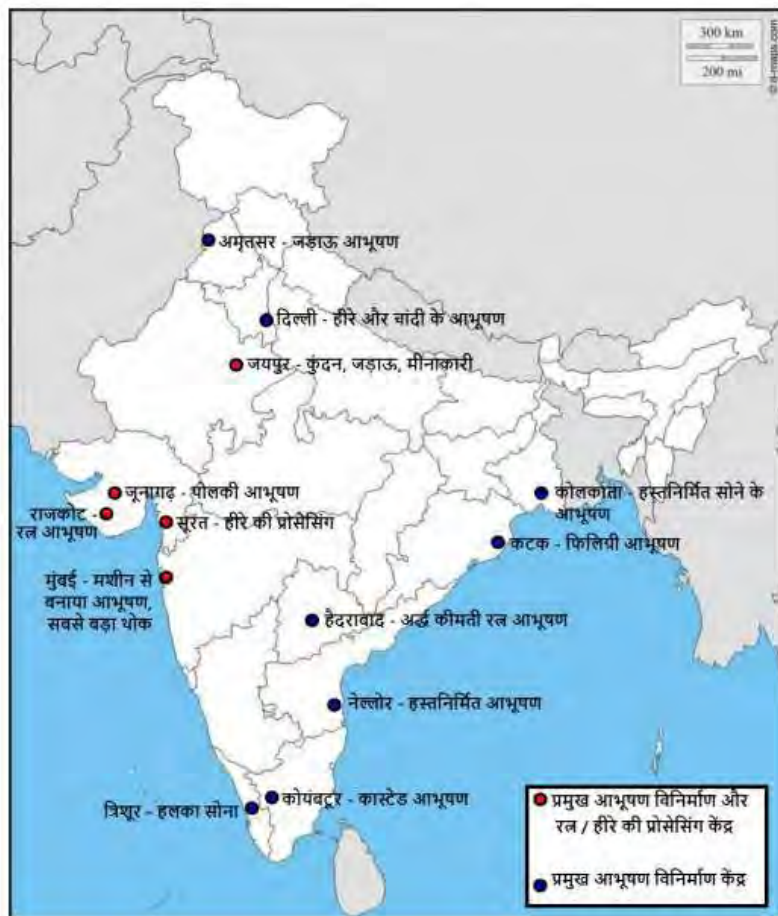 300 km
200 mi
© d-maps.com
अमृतसर - जड़ाऊ आभूषण
दिल्ली - हीरे और चांदी के आभूषण
जयपुर - कुंदन, जड़ाऊ, मीनाकारी
जूनागढ़ - पोलकी आभूषण
राजकोट -
रत्न आभूषण
सूरत - हीरे की प्रोसेसिंग
कोलकोता - हस्तनिर्मित सोने के
आभूषण
कटक - फिलिग्री आभूषण
मुंबई - मशीन से
बनाया आभूषण,
सबसे बड़ा थोक
हैदराबाद - अर्द्ध कीमती रत्न आभूषण
नेल्लोर - हस्तनिर्मित आभूषण
कोयंबटूर - कास्टेड आभूषण
त्रिशूर - हलका सोना
प्रमुख आभूषण विनिर्माण और
रत्न / हीरे की प्रोसेसिंग केंद्र
प्रमुख आभूषण विनिर्माण केंद्र